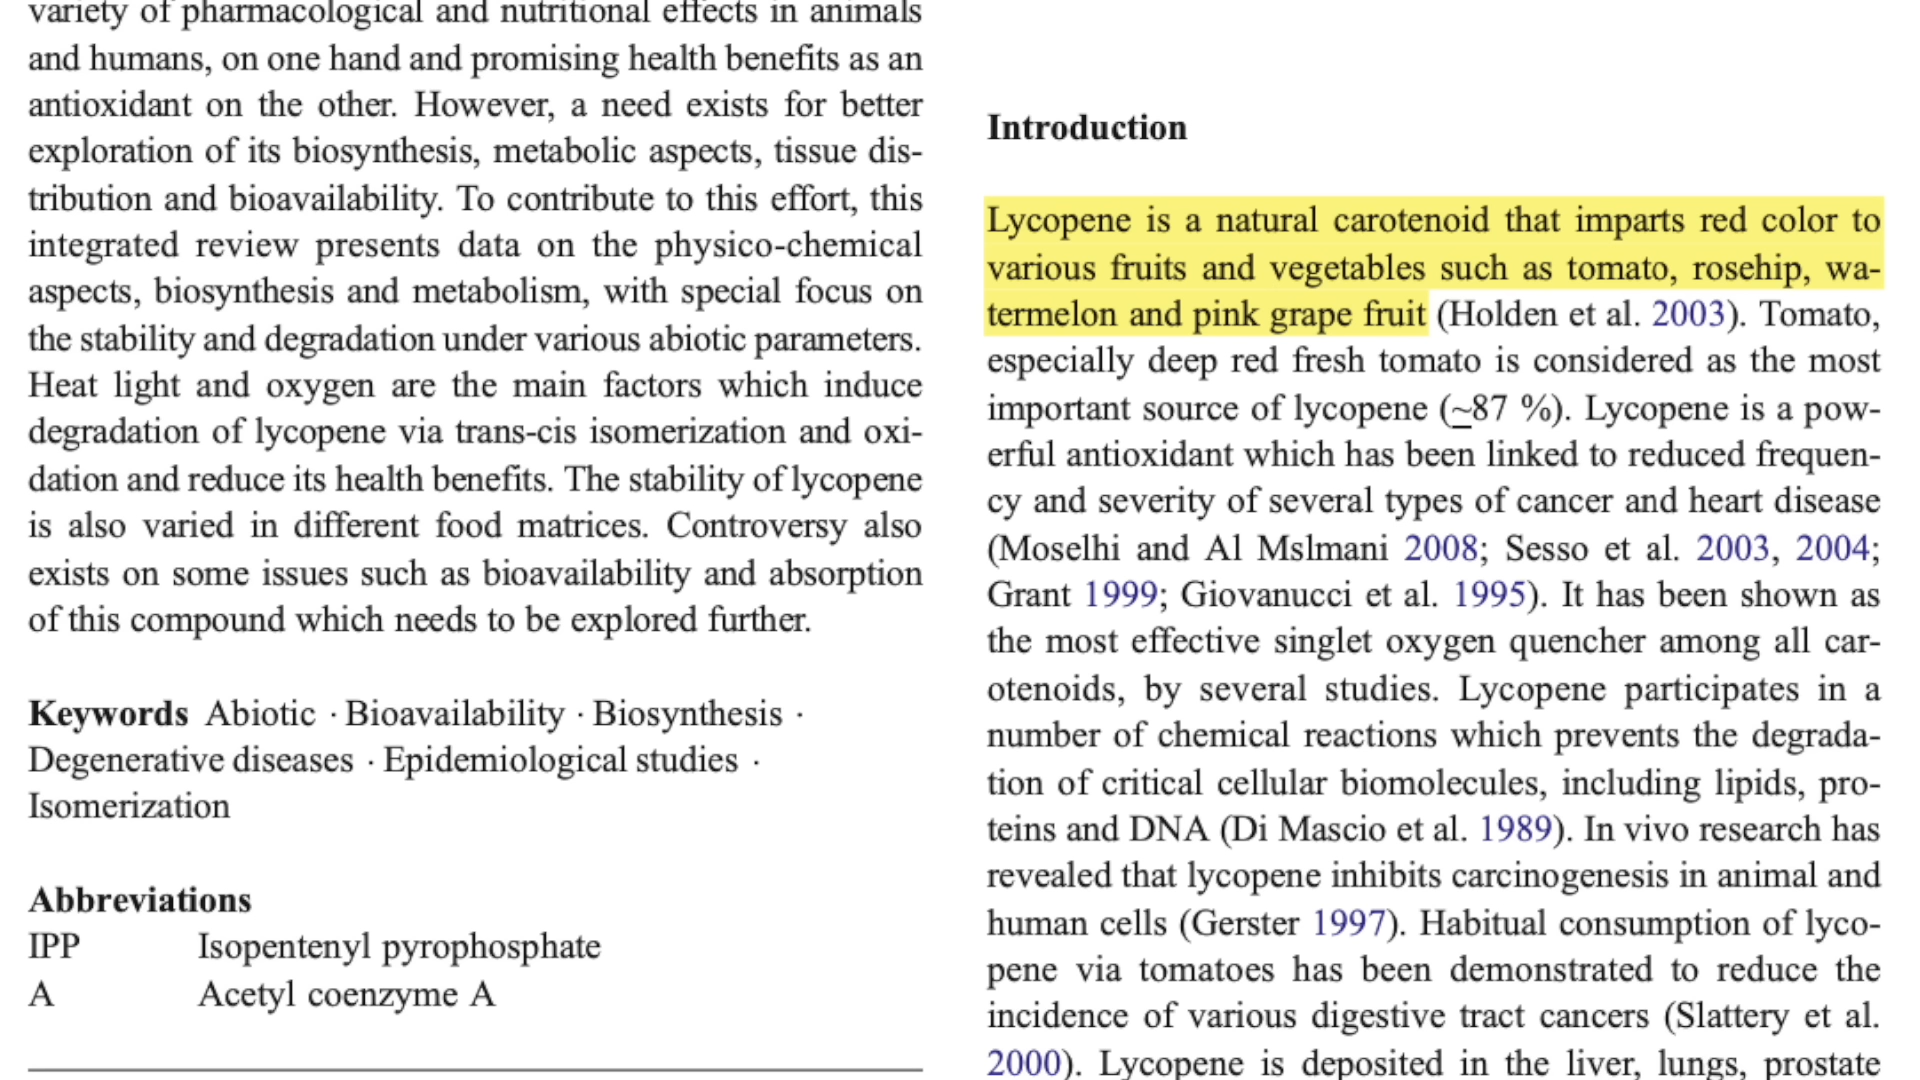 variety of pharmacological and nutritional effects in animals
and humans, on one hand and promising health benefits as an
antioxidant on the other. However, a need exists for better
exploration of its biosynthesis, metabolic aspects, tissue dis-
tribution and bioavailability. To contribute to this effort, this
integrated review presents data on the physico-chemical
aspects, biosynthesis and metabolism, with special focus on
the stability and degradation under various abiotic parameters.
Heat light and oxygen are the main factors which induce
degradation of lycopene via trans-cis isomerization and oxi-
dation and reduce its health benefits. The stability of lycopene
is also varied in different food matrices. Controversy also
exists on some issues such as bioavailability and absorption
of this compound which needs to be explored further.
Keywords Abiotic · Bioavailability · Biosynthesis ·
Degenerative diseases · Epidemiological studies ·
Isomerization
Abbreviations
IPP Isopentenyl pyrophosphate
A Acetyl coenzyme A
Introduction
Lycopene is a natural carotenoid that imparts red color to
various fruits and vegetables such as tomato, rosehip, wa-
termelon and pink grape fruit (Holden et al. 2003). Tomato,
especially deep red fresh tomato is considered as the most
important source of lycopene (~87 %). Lycopene is a pow-
erful antioxidant which has been linked to reduced frequen-
cy and severity of several types of cancer and heart disease
(Moselhi and Al Mslmani 2008; Sesso et al. 2003, 2004;
Grant 1999; Giovanucci et al. 1995). It has been shown as
the most effective singlet oxygen quencher among all car-
otenoids, by several studies. Lycopene participates in a
number of chemical reactions which prevents the degrada-
tion of critical cellular biomolecules, including lipids, pro-
teins and DNA (Di Mascio et al. 1989). In vivo research has
revealed that lycopene inhibits carcinogenesis in animal and
human cells (Gerster 1997). Habitual consumption of lyco-
pene via tomatoes has been demonstrated to reduce the
incidence of various digestive tract cancers (Slattery et al.
2000). Lycopene is deposited in the liver, lungs, prostate